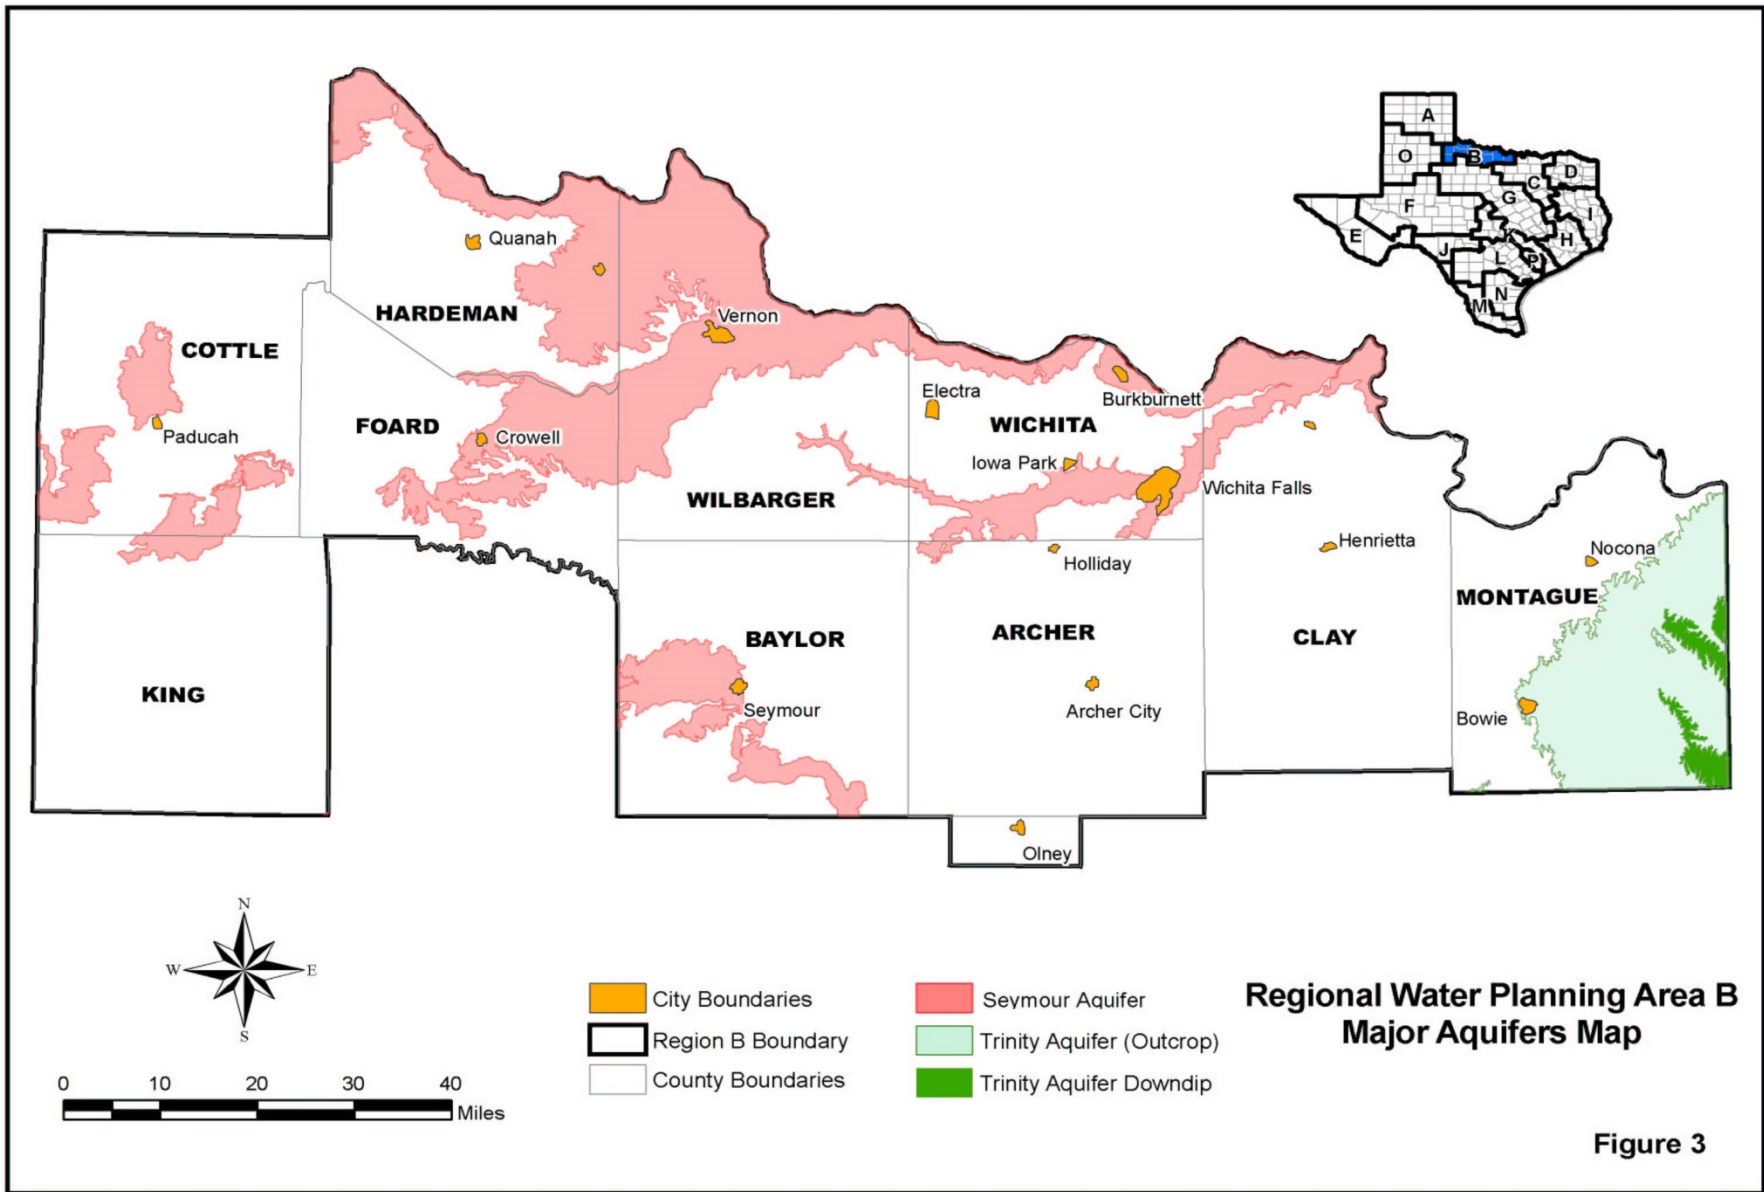 A
B
O
C
D
G
F
I
E
K
H
J
L
P
N
M
Quanah
HARDEMAN
Vernon
COTTLE
Electra
Burkburnett
FOARD
WICHITA
Paducah
Crowell
Iowa Park
Wichita Falls
WILBARGER
Henrietta
Nocona
Holliday
MONTAGUE
BAYLOR
ARCHER
CLAY
KING
Seymour
Archer City
Bowie
Olney
N
W
E
S
0 10 20 30 40
Miles
City Boundaries
Region B Boundary
County Boundaries
Seymour Aquifer
Trinity Aquifer (Outcrop)
Trinity Aquifer Downdip
Regional Water Planning Area B
Major Aquifers Map
Figure 3